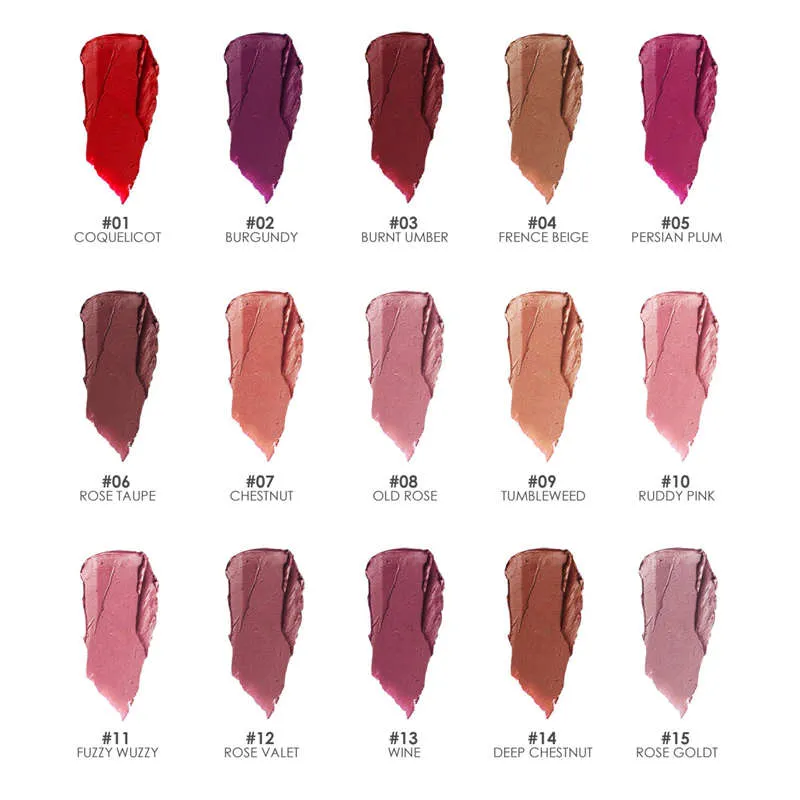 #01
COQUELICOT
#02
BURGUNDY
#03
BURNT UMBER
#04
FRENCE BEIGE
#05
PERSIAN PLUM
#06
ROSE TAUPE
#07
CHESTNUT
#08
OLD ROSE
#09
TUMBLEWEED
#10
RUDDY PINK
#11
FUZZY WUZZY
#12
ROSE VALET
#13
WINE
#14
DEEP CHESTNUT
#15
ROSE GOLDT